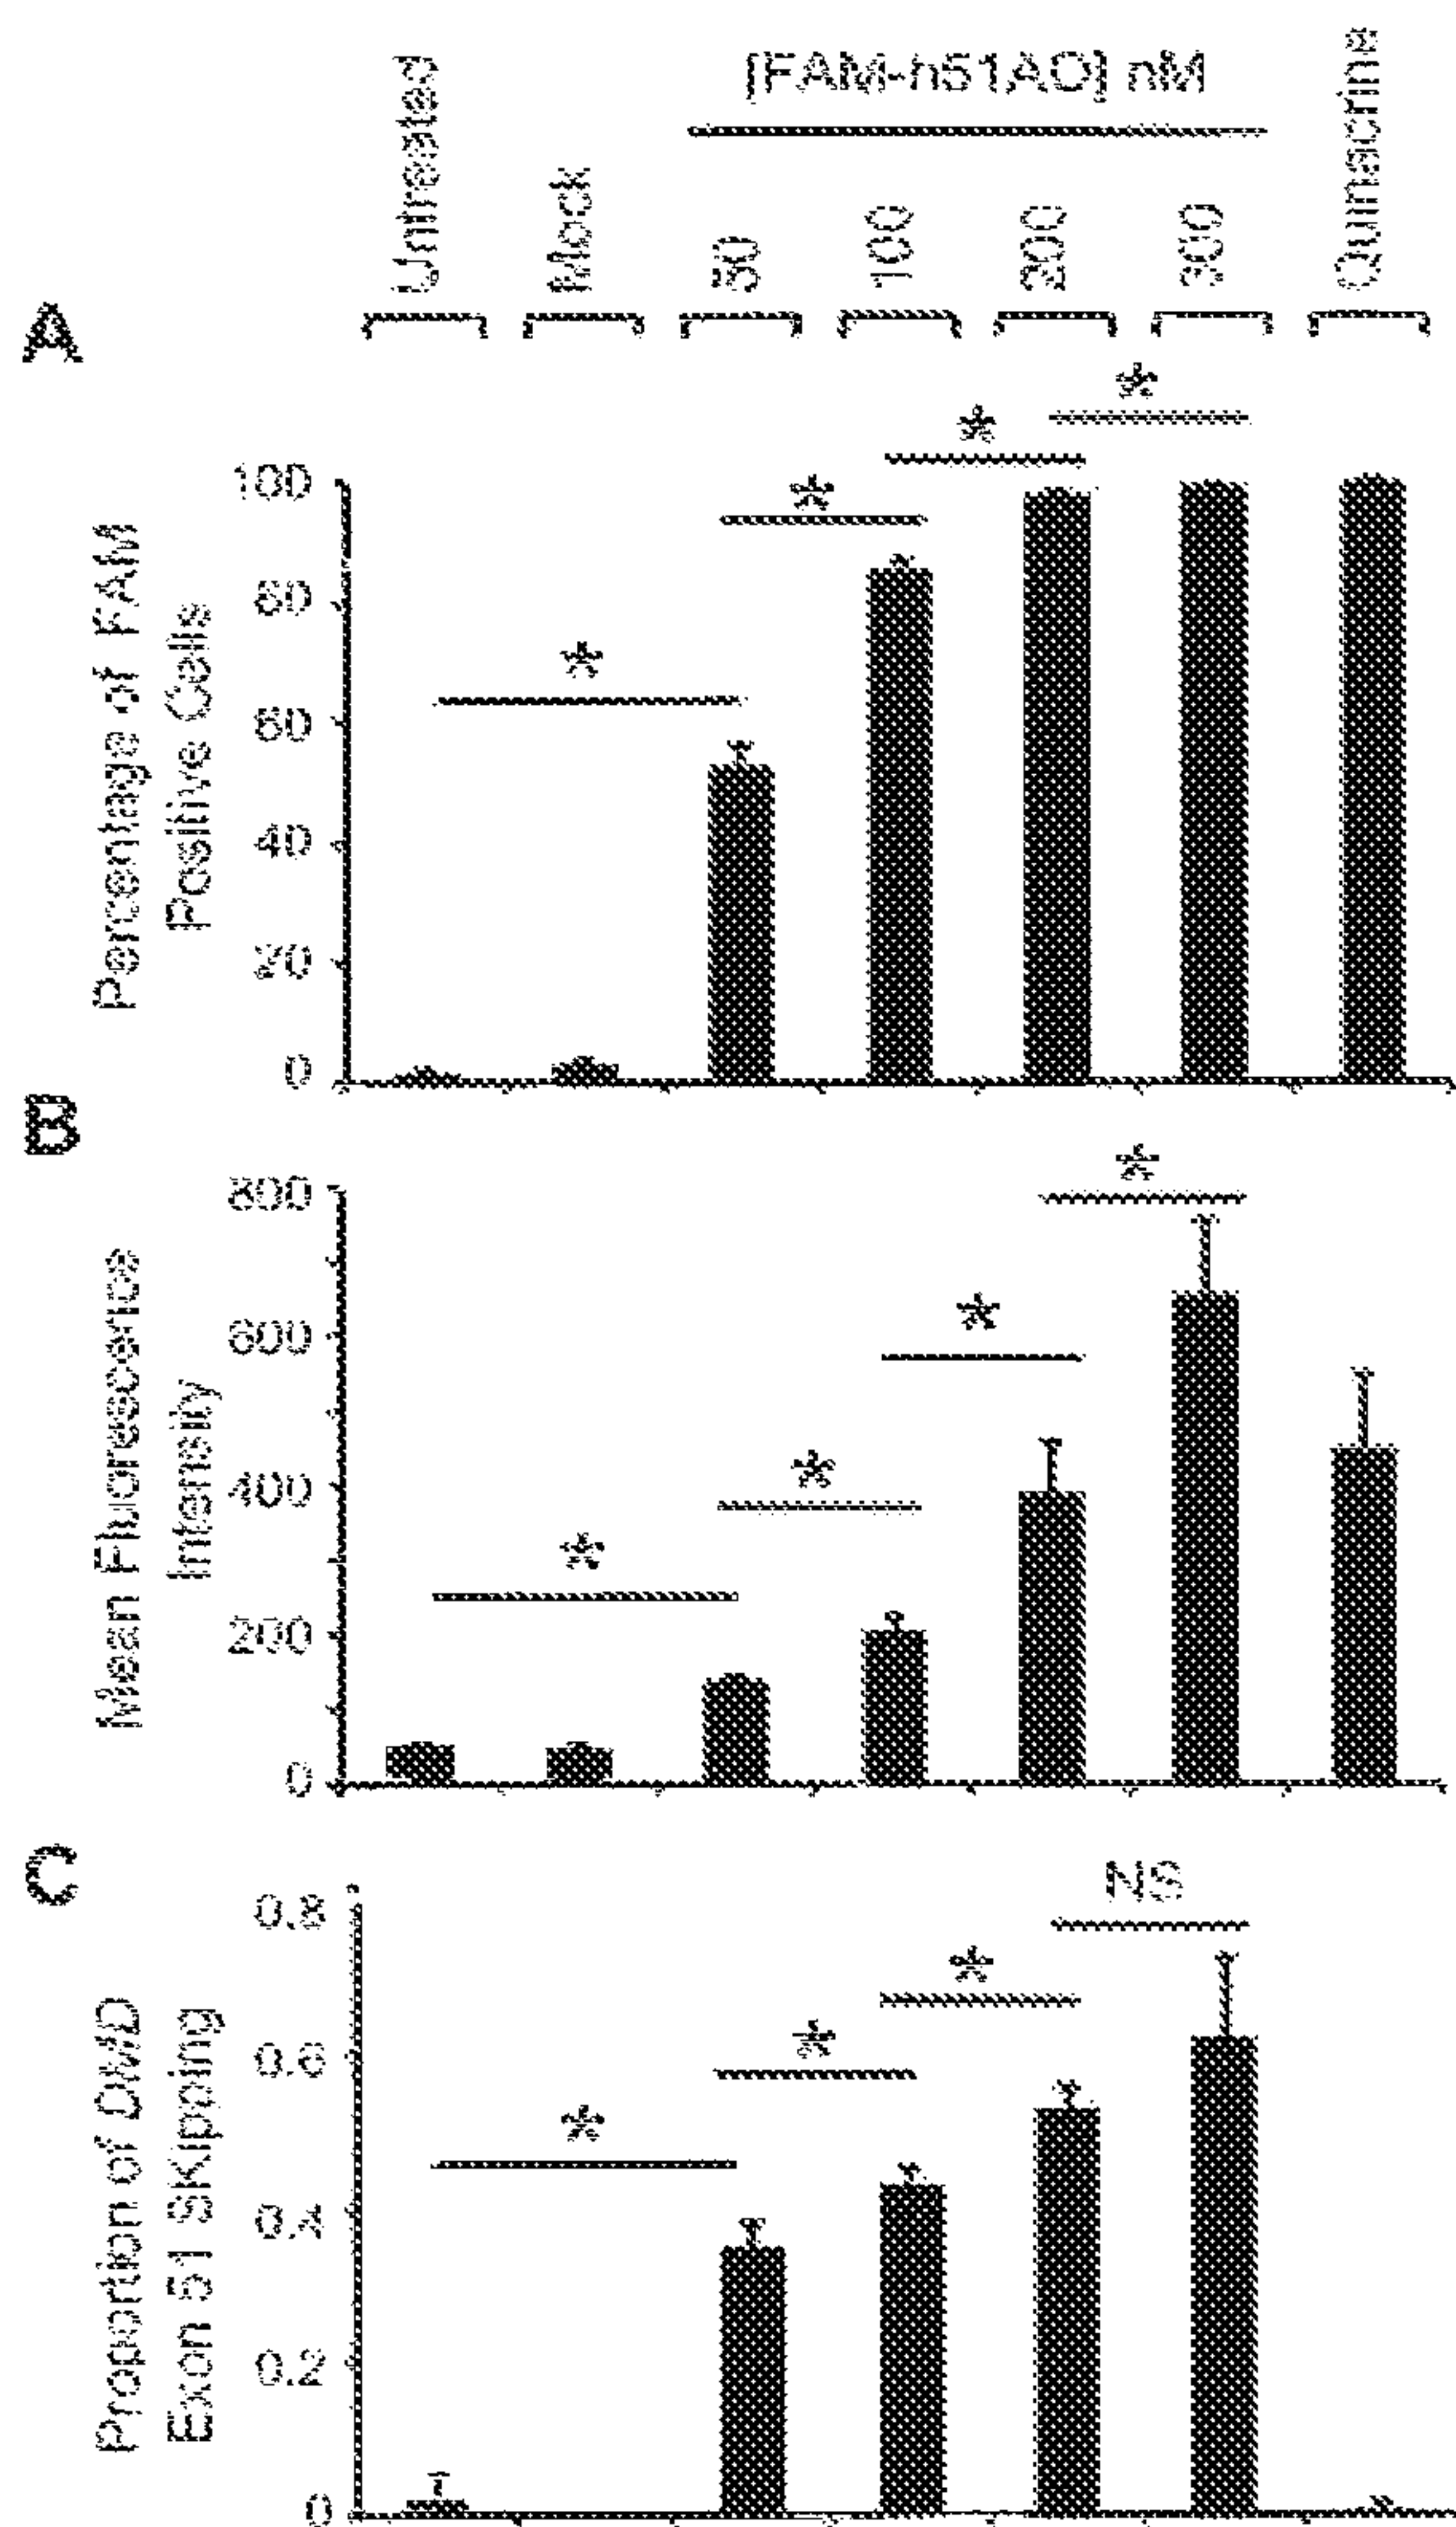 [FAM-h51AO] nM
Untreated
Mock
50
100
200
300
Quinacrine
A
*
*
*
*
100
80
60
40
20
0
Percentage of FAM
Positive Cells
B
*
*
*
*
800
600
400
200
0
Mean Fluorescence
Intensity
C
NS
*
*
*
0.8
0.6
0.4
0.2
0
Proportion of DMD
Exon 51 SKipping